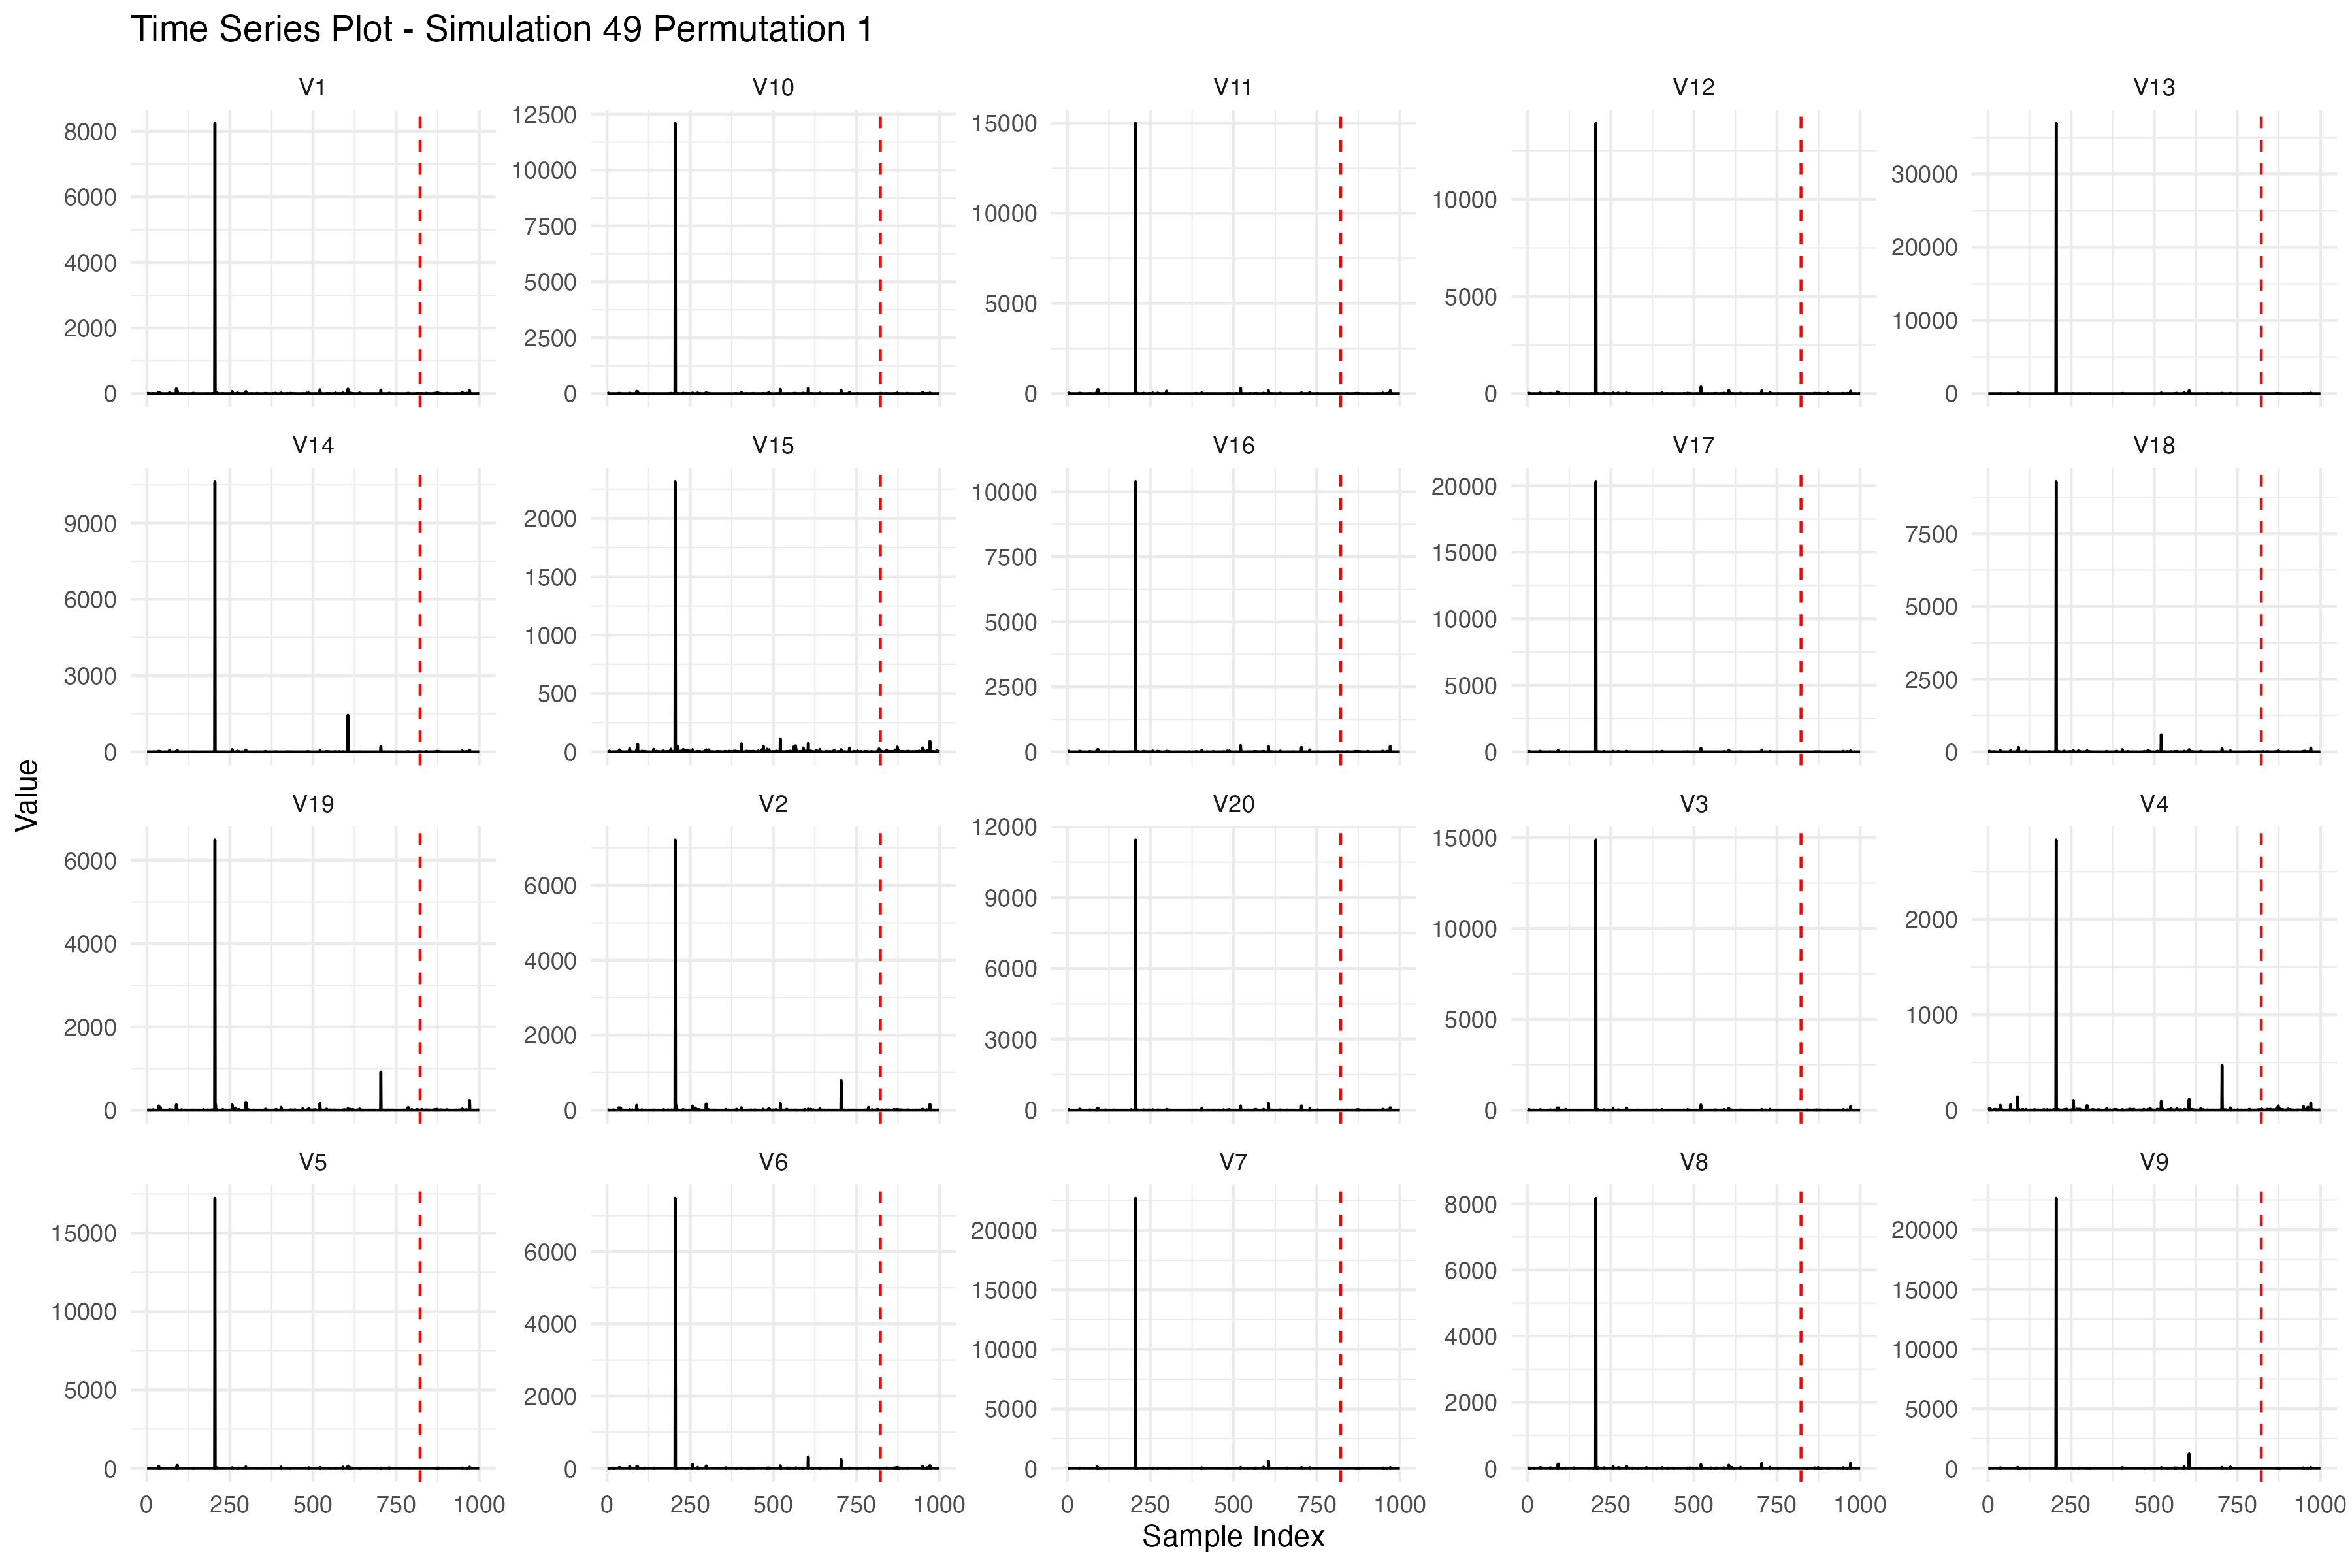 Time Series Plot - Simulation 49 Permutation 1
V1 V10 V11 V12 V13
8000 6000 4000 2000 0
12500 10000 7500 5000 2500 0
15000 10000 5000 0
10000 5000 0
30000 20000 10000 0
V14 V15 V16 V17 V18
9000 6000 3000 0
2000 1500 1000 500 0
10000 7500 5000 2500 0
20000 15000 10000 5000 0
7500 5000 2500 0
Value
V19 V2 V20 V3 V4
6000 4000 2000 0
6000 4000 2000 0
12000 9000 6000 3000 0
15000 10000 5000 0
2000 1000 0
V5 V6 V7 V8 V9
15000 10000 5000 0
6000 4000 2000 0
20000 15000 10000 5000 0
8000 6000 4000 2000 0
20000 15000 10000 5000 0
0 250 500 750 1000 0 250 500 750 1000 0 250 500 750 1000 0 250 500 750 1000 0 250 500 750 1000
Sample Index